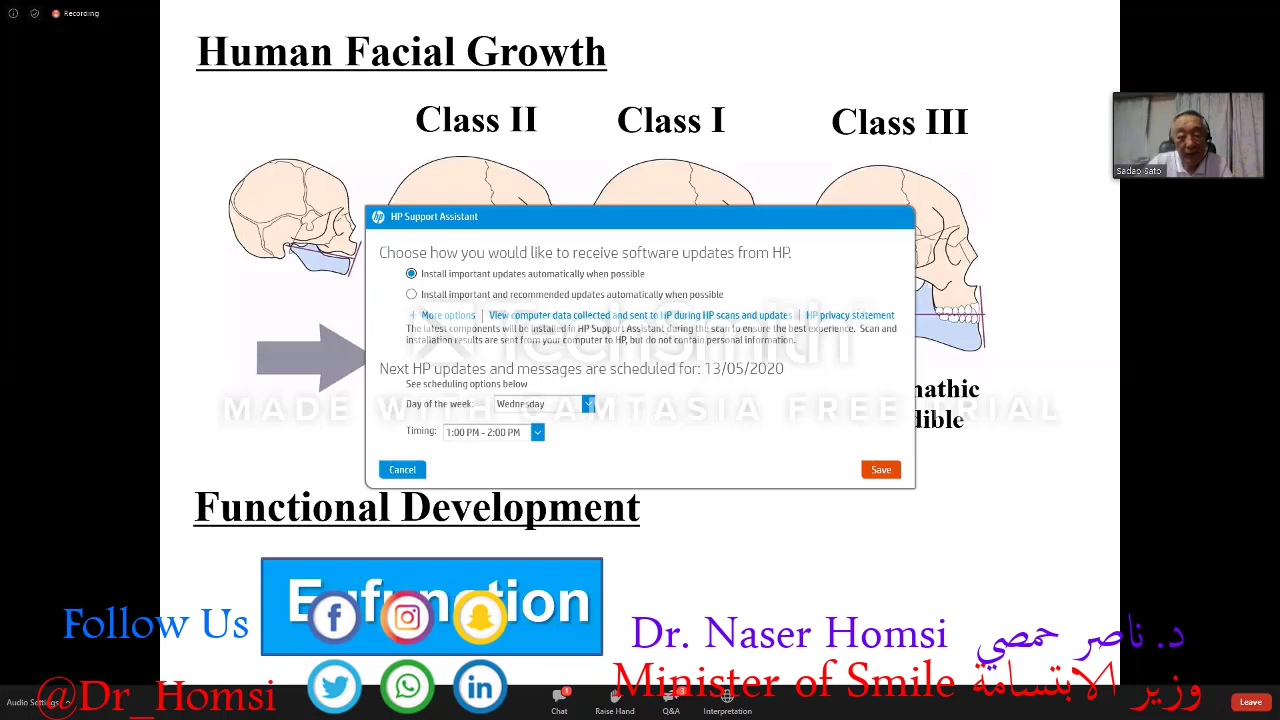 Recording
Human Facial Growth
Class II Class I Class III
Sadao Sato
HP Support Assistant
Choose how you would like to receive software updates from HP.
Install important updates automatically when possible
Install important and recommended updates automatically when possible
+ More options | View computer data collected and sent to HP during HP scans and updates | HP privacy statement
The latest components will be installed in HP Support Assistant during the scan to ensure the best experience. Scan and
installation results are sent from your computer to HP, but do not contain personal information.
TechSmith
Next HP updates and messages are scheduled for: 13/05/2020
See scheduling options below
Day of the week: Wednesday
MADE WITH CAMTASIA FREE TRIAL
Timing: 1:00 PM - 2:00 PM
Cancel Save
Functional Development
Eufunction
Follow Us
Dr. Naser Homsi د. ناصر حمصي
@Dr_Homsi
Minister of Smile وزير الابتسامة
Audio Settings Chat 1 Raise Hand Q&A 3 Interpretation Leave